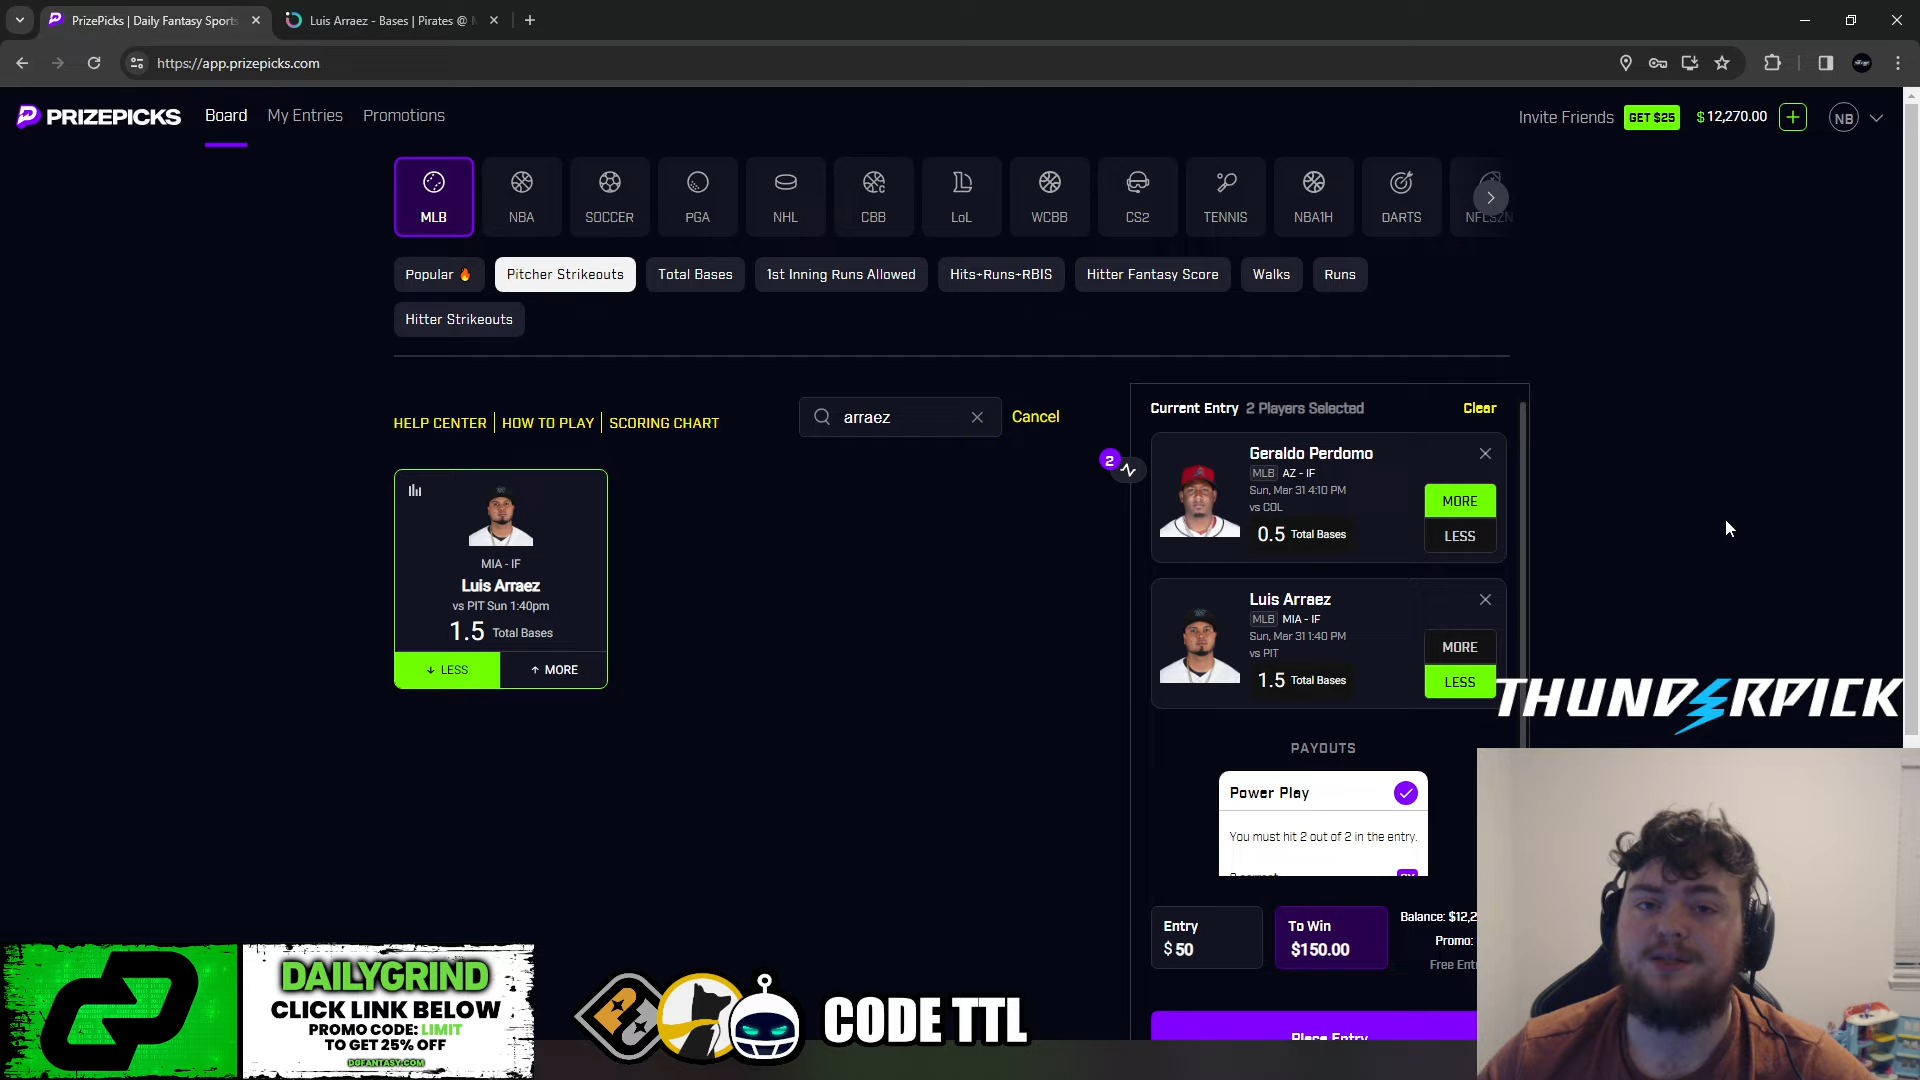 PrizePicks | Daily Fantasy Sports
Luis Arraez - Bases | Pirates @
https://app.prizepicks.com
PRIZEPICKS
Board
My Entries
Promotions
Invite Friends
GET $25
$ 12,270.00
NB
MLB
NBA
SOCCER
PGA
NHL
CBB
LoL
WCBB
CS2
TENNIS
NBA1H
DARTS
NFLSZN
Popular
Pitcher Strikeouts
Total Bases
1st Inning Runs Allowed
Hits+Runs+RBIS
Hitter Fantasy Score
Walks
Runs
Hitter Strikeouts
HELP CENTER
HOW TO PLAY
SCORING CHART
arraez
Cancel
MIA - IF
Luis Arraez
vs PIT Sun 1:40pm
1.5 Total Bases
LESS
MORE
Current Entry 2 Players Selected
Clear
2
Geraldo Perdomo
MLB AZ - IF
Sun, Mar 31 4:10 PM
vs COL
0.5 Total Bases
MORE
LESS
Luis Arraez
MLB MIA - IF
Sun, Mar 31 1:40 PM
vs PIT
1.5 Total Bases
MORE
LESS
PAYOUTS
Power Play
You must hit 2 out of 2 in the entry.
Entry
$ 50
To Win
$150.00
Balance: $12,2
Promo:
Free Ent
Place Entry
THUNDERPICK
DAILYGRIND
CLICK LINK BELOW
PROMO CODE: LIMIT
TO GET 25% OFF
DGFANTASY.COM
CODE TTL